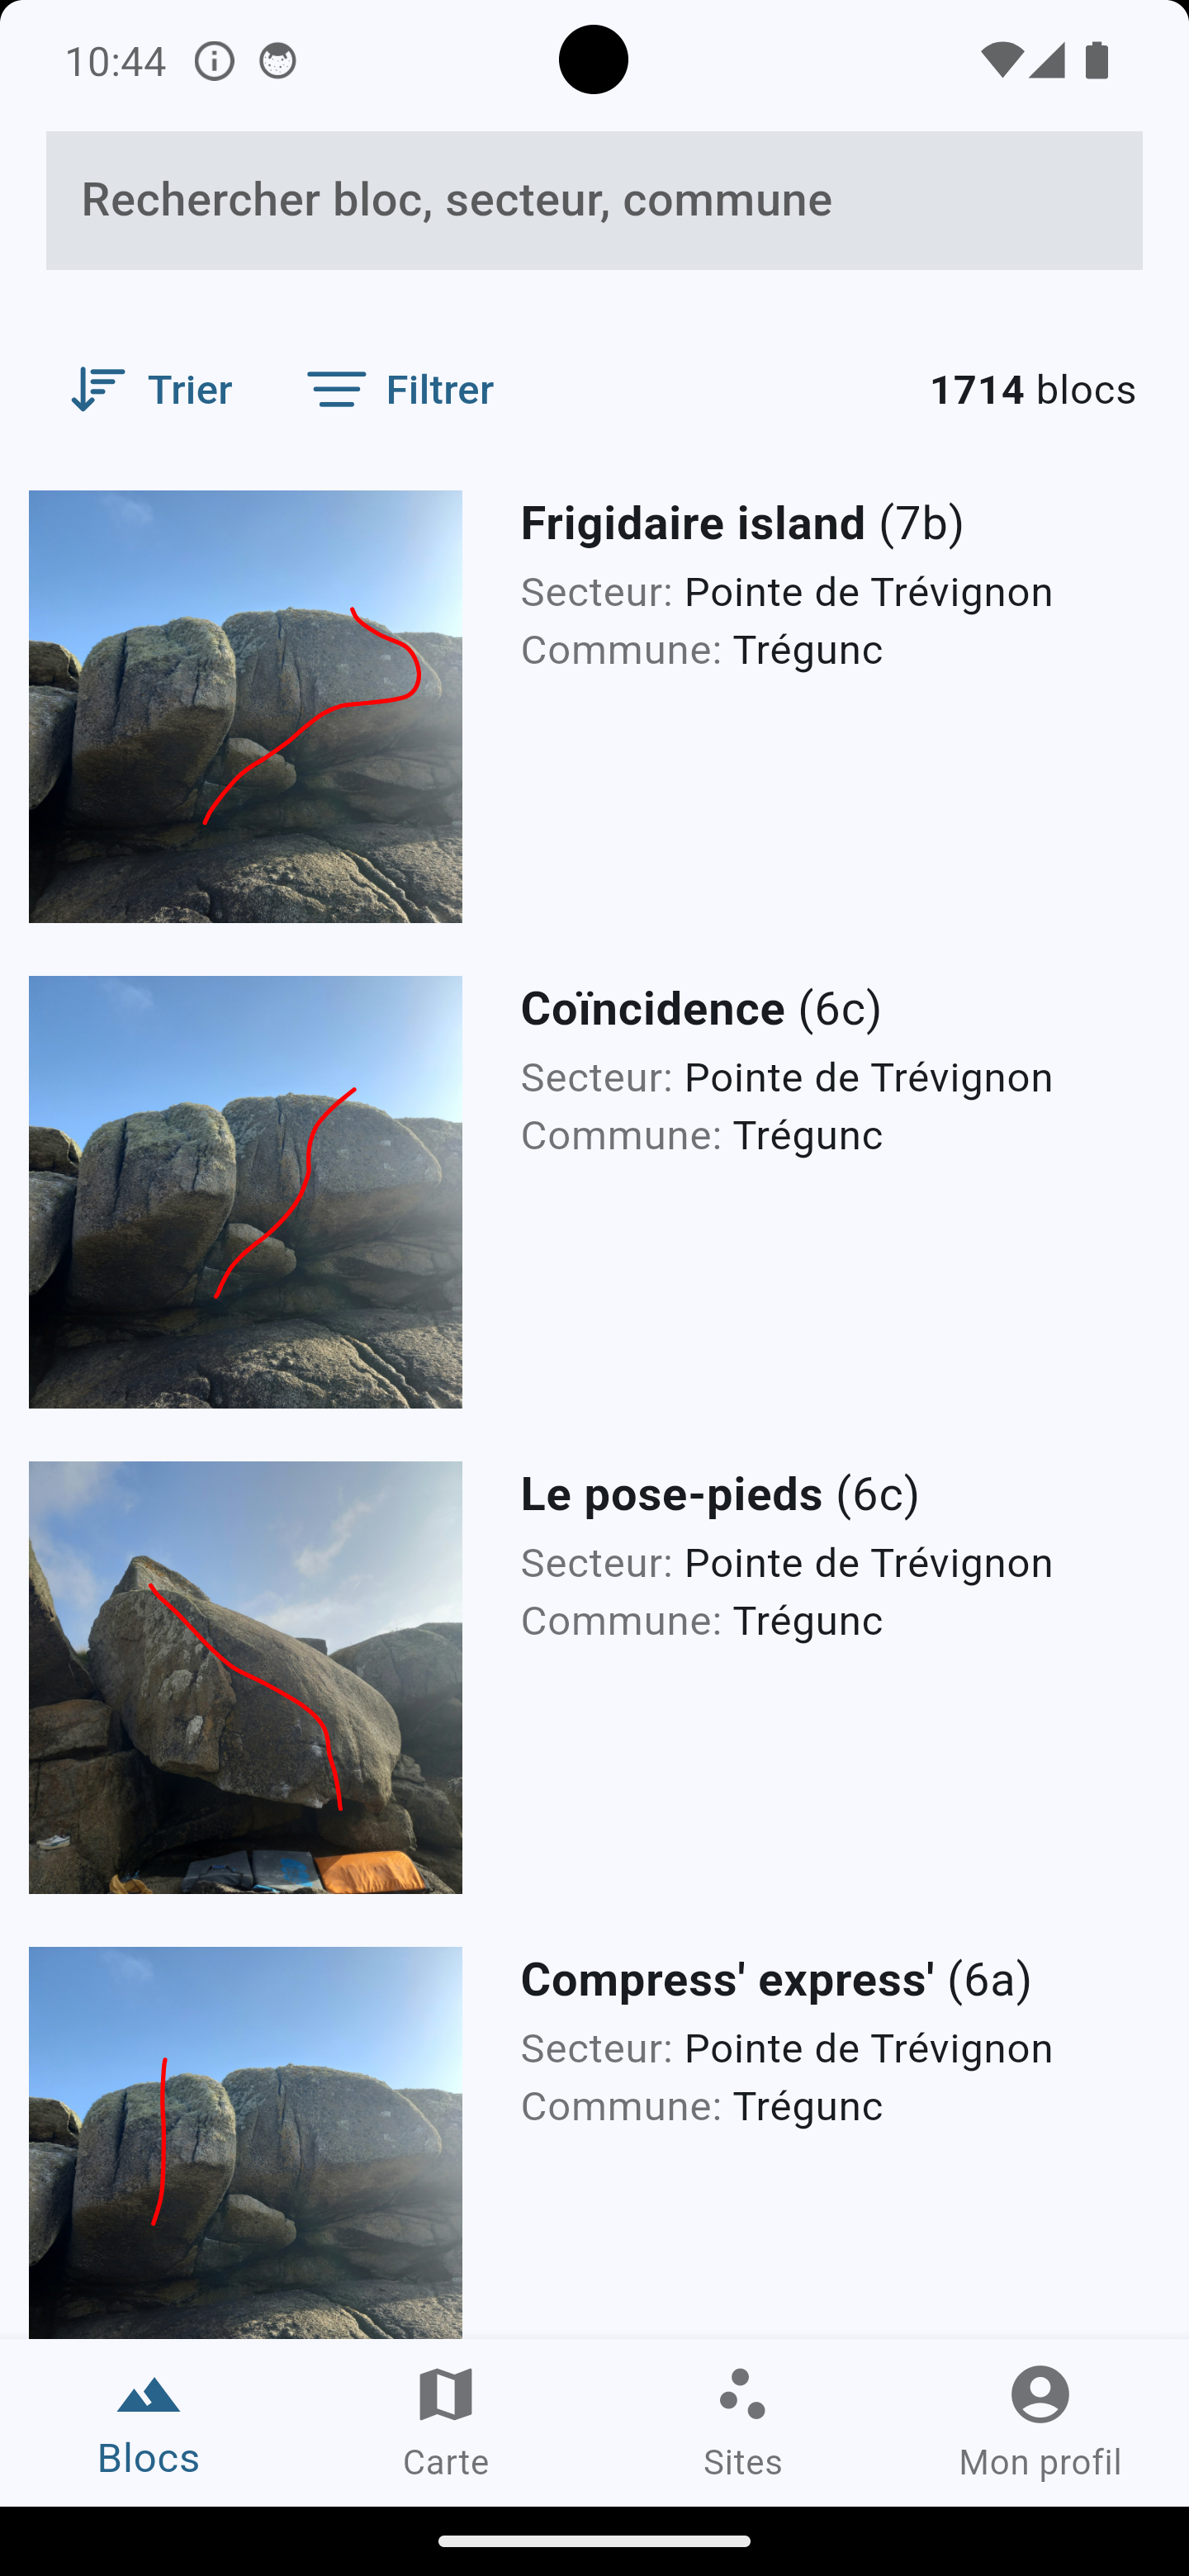 10:44
Rechercher bloc, secteur, commune
Trier
Filtrer
1714 blocs
Frigidaire island (7b)
Secteur: Pointe de Trévignon
Commune: Trégunc
Coïncidence (6c)
Secteur: Pointe de Trévignon
Commune: Trégunc
Le pose-pieds (6c)
Secteur: Pointe de Trévignon
Commune: Trégunc
Compress' express' (6a)
Secteur: Pointe de Trévignon
Commune: Trégunc
Blocs
Carte
Sites
Mon profil